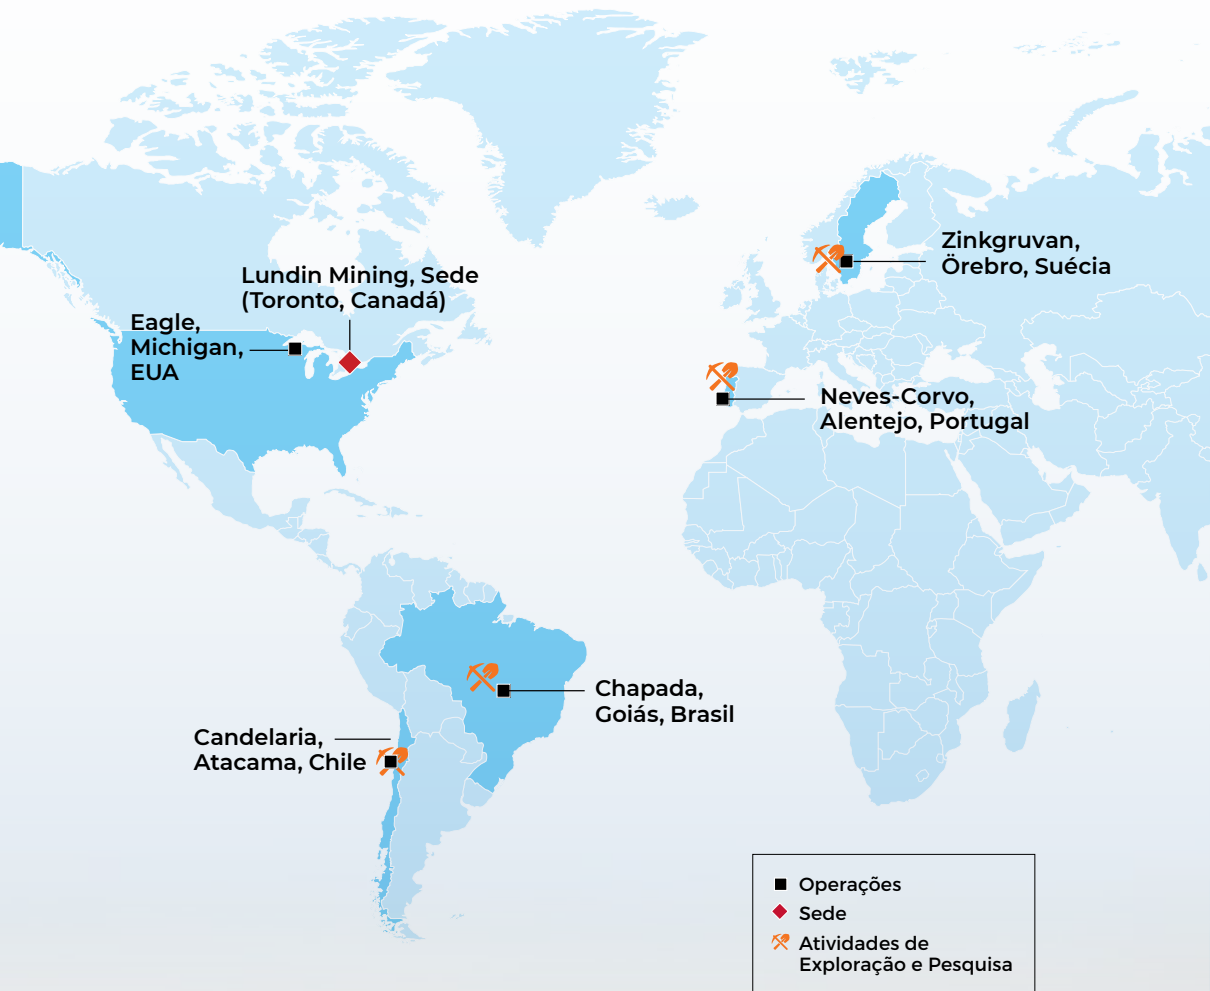 Zinkgruvan,
Örebro, Suécia
Lundin Mining, Sede
(Toronto, Canadá)
Eagle,
Michigan,
EUA
Neves-Corvo,
Alentejo, Portugal
Chapada,
Goiás, Brasil
Candelaria,
Atacama, Chile
Operações
Sede
Atividades de
Exploração e Pesquisa